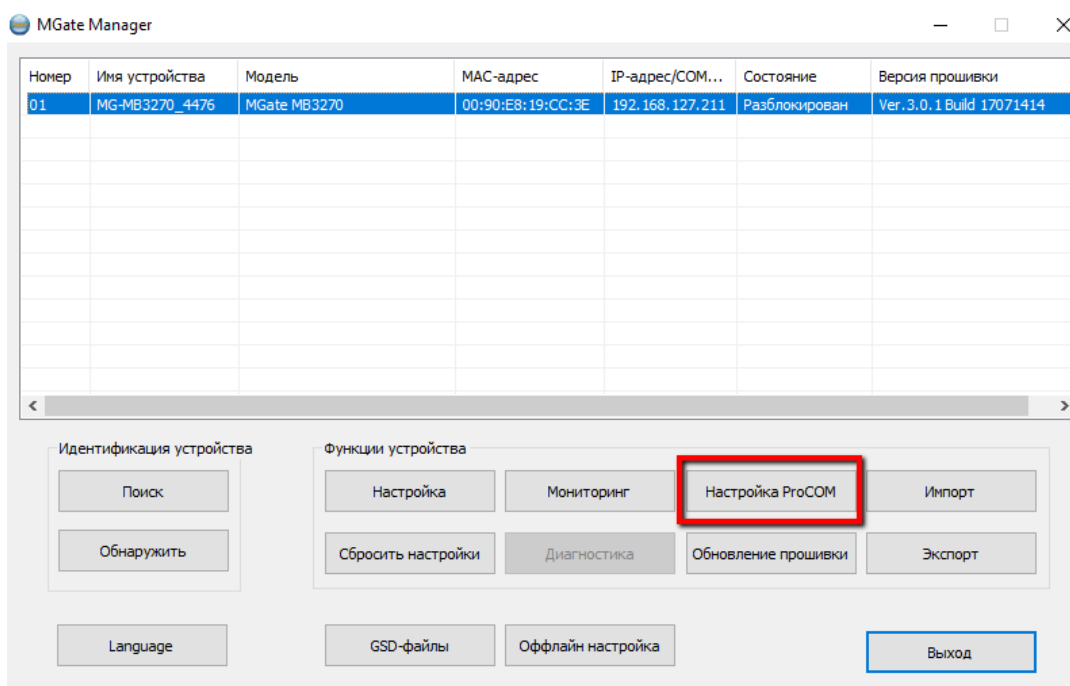 MGate Manager
Номер Имя устройства Модель MAC-адрес IP-адрес/COM... Состояние Версия прошивки
01 MG-MB3270_4476 MGate MB3270 00:90:E8:19:CC:3E 192.168.127.211 Разблокирован Ver.3.0.1 Build 17071414
Идентификация устройства Функции устройства
Поиск Настройка Мониторинг Настройка ProCOM Импорт
Обнаружить Сбросить настройки Диагностика Обновление прошивки Экспорт
Language GSD-файлы Оффлайн настройка Выход